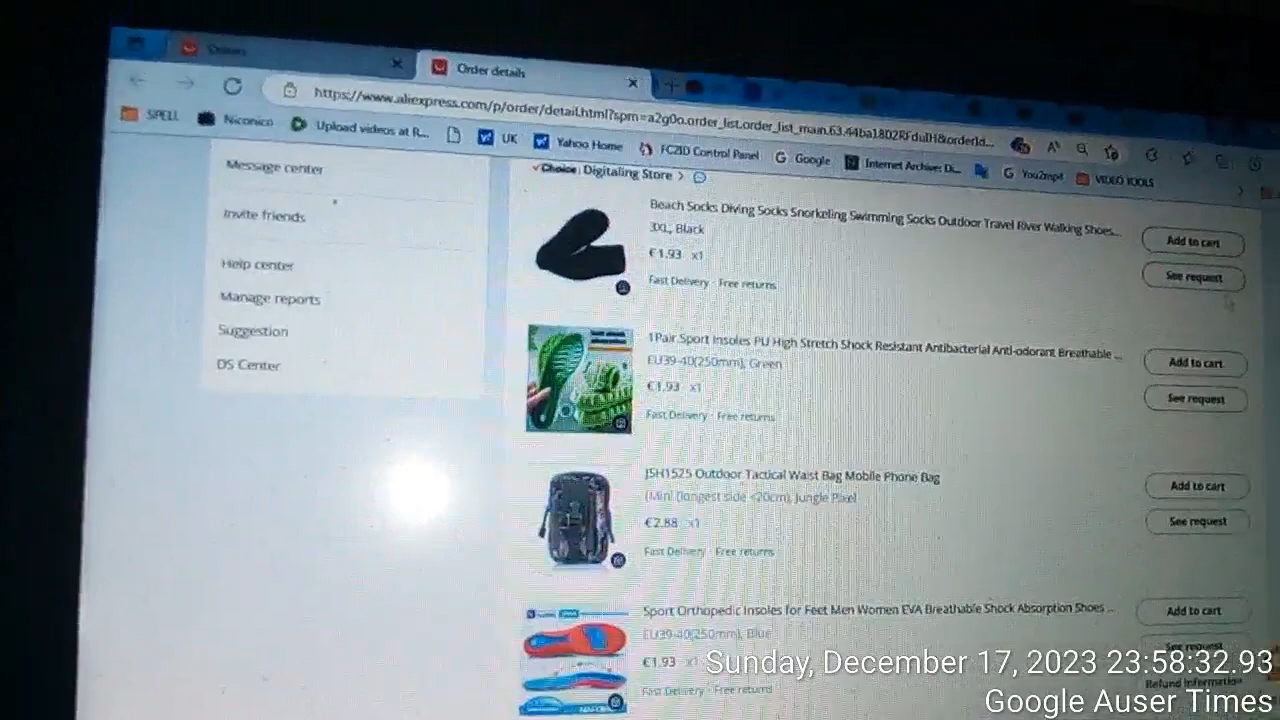 Orders
Order details
https://www.aliexpress.com/p/order/detail.html?spm=a2g0o.order_list.order_list_main.63.44ba1802RFdulH&orderId...
SPELL
Niconico
Upload videos at R...
UK
Yahoo Home
FC2ID Control Panel
Google
Internet Archive: Di...
You2mp4
VIDEO TOOLS
Message center
Invite friends
Help center
Manage reports
Suggestion
DS Center
Choice Digitaling Store >
Beach Socks Diving Socks Snorkeling Swimming Socks Outdoor Travel River Walking Shoes...
3XL, Black
€1.93 x1
Fast Delivery · Free returns
Add to cart
See request
1Pair Sport Insoles PU High Stretch Shock Resistant Antibacterial Anti-odorant Breathable ...
EU39-40(250mm), Green
€1.93 x1
Fast Delivery · Free returns
Add to cart
See request
JSH1525 Outdoor Tactical Waist Bag Mobile Phone Bag
(Mini (longest side <20cm), Jungle Pixel
€2.88 x1
Fast Delivery · Free returns
Add to cart
See request
Sport Orthopedic Insoles for Feet Men Women EVA Breathable Shock Absorption Shoes ...
EU39-40(250mm), Blue
€1.93 x1
Fast Delivery · Free returns
Add to cart
See request
Refund Information
Sunday, December 17, 2023 23:58:32.93
Google Auser Times